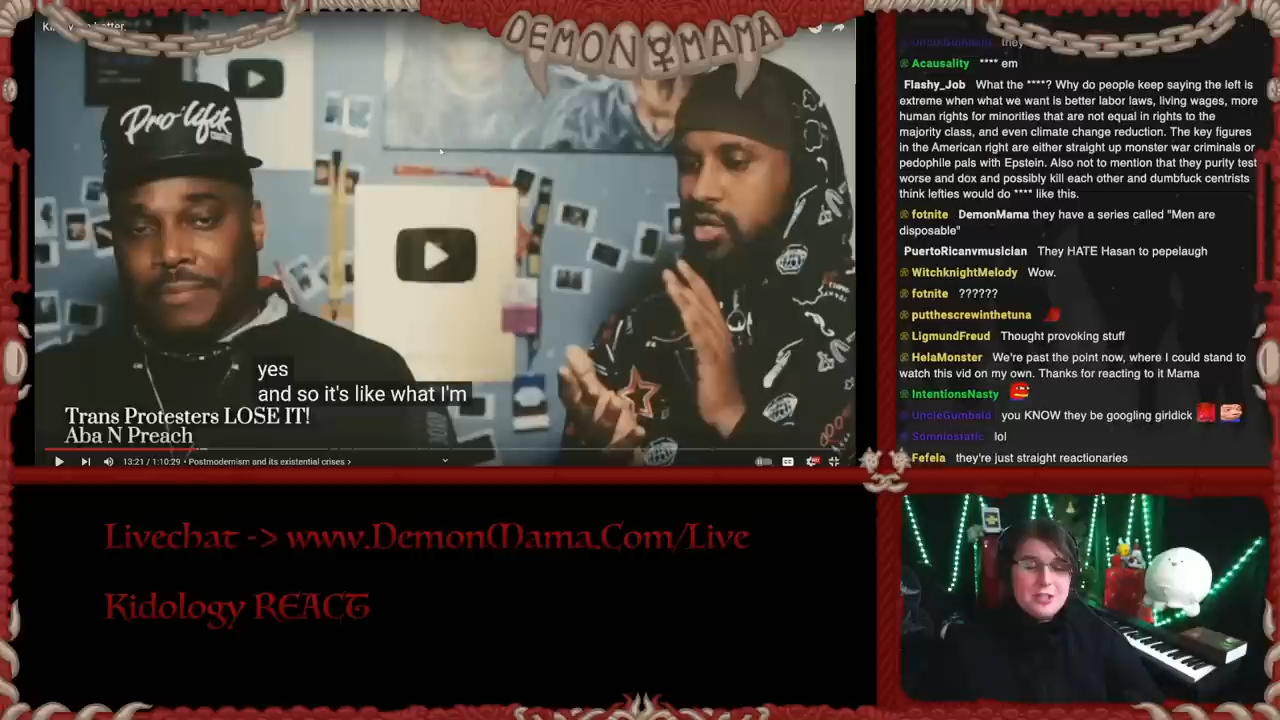 DEMON MAMA
Pro life
yes
and so it's like what I'm
Trans Protesters LOSE IT!
Aba N Preach
13:21 / 1:10:29 • Postmodernism and its existential crises ›
Livechat -> www.DemonMama.Com/Live
Kidology REACT
they
Acausality **** em
Flashy_Job What the ****? Why do people keep saying the left is
extreme when what we want is better labor laws, living wages, more
human rights for minorities that are not equal in rights to the
majority class, and even climate change reduction. The key figures
in the American right are either straight up monster war criminals or
pedophile pals with Epstein. Also not to mention that they purity test
worse and dox and possibly kill each other and dumbfuck centrists
think lefties would do **** like this.
fotnite DemonMama they have a series called "Men are
disposable"
PuertoRicanvmusician They HATE Hasan to pepelaugh
WitchknightMelody Wow.
fotnite ??????
putthescrewinthetuna
LigmundFreud Thought provoking stuff
HelaMonster We're past the point now, where I could stand to
watch this vid on my own. Thanks for reacting to it Mama
IntentionsNasty
UncleGumbald you KNOW they be googling girldick
Somniostatic lol
Fefela they're just straight reactionaries